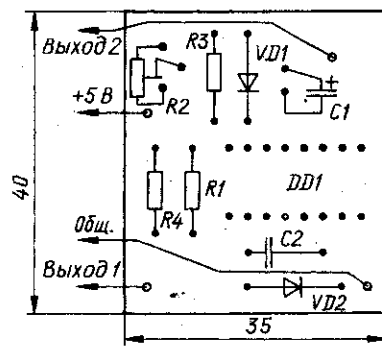 Выход 2
R3
VD1
+5 В
R2
+
C1
40
R4
R1
DD1
Общ.
C2
Выход 1
VD2
35